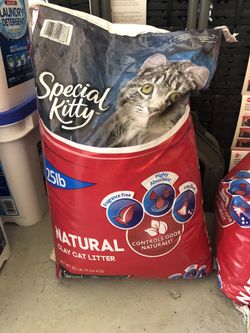 LAUNDRY
DETERGENT
Special
Kitty
25lb
Fragrance Free
Highly
Absorbent
NATURAL
CLAY CAT LITTER
CONTROLS ODOR
NATURALLY